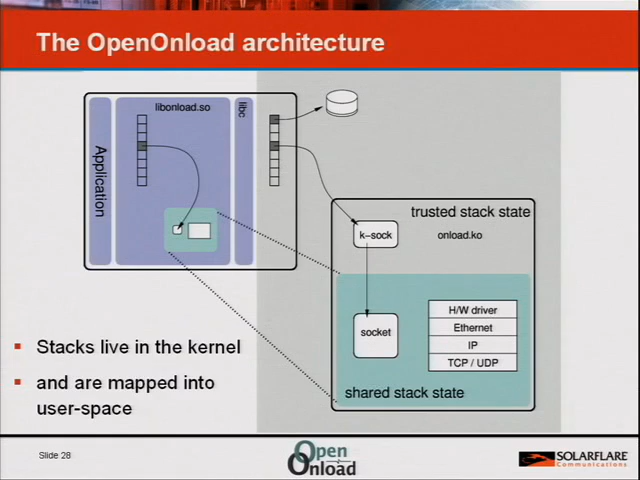 The OpenOnload architecture
libonload.so
libc
Application
trusted stack state
k-sock
onload.ko
H/W driver
Ethernet
socket
IP
TCP / UDP
shared stack state
Stacks live in the kernel
and are mapped into
user-space
Slide 28
Open
Onload
SOLARFLARE
Communications